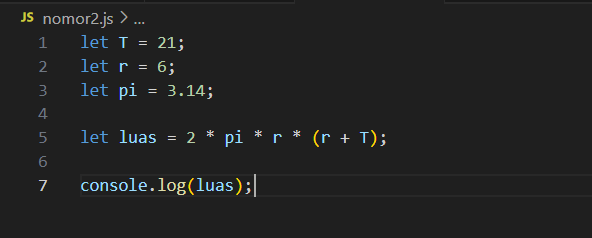 JS nomor2.js > ...
1 let T = 21;
2 let r = 6;
3 let pi = 3.14;
4
5 let luas = 2 * pi * r * (r + T);
6
7 console.log(luas);